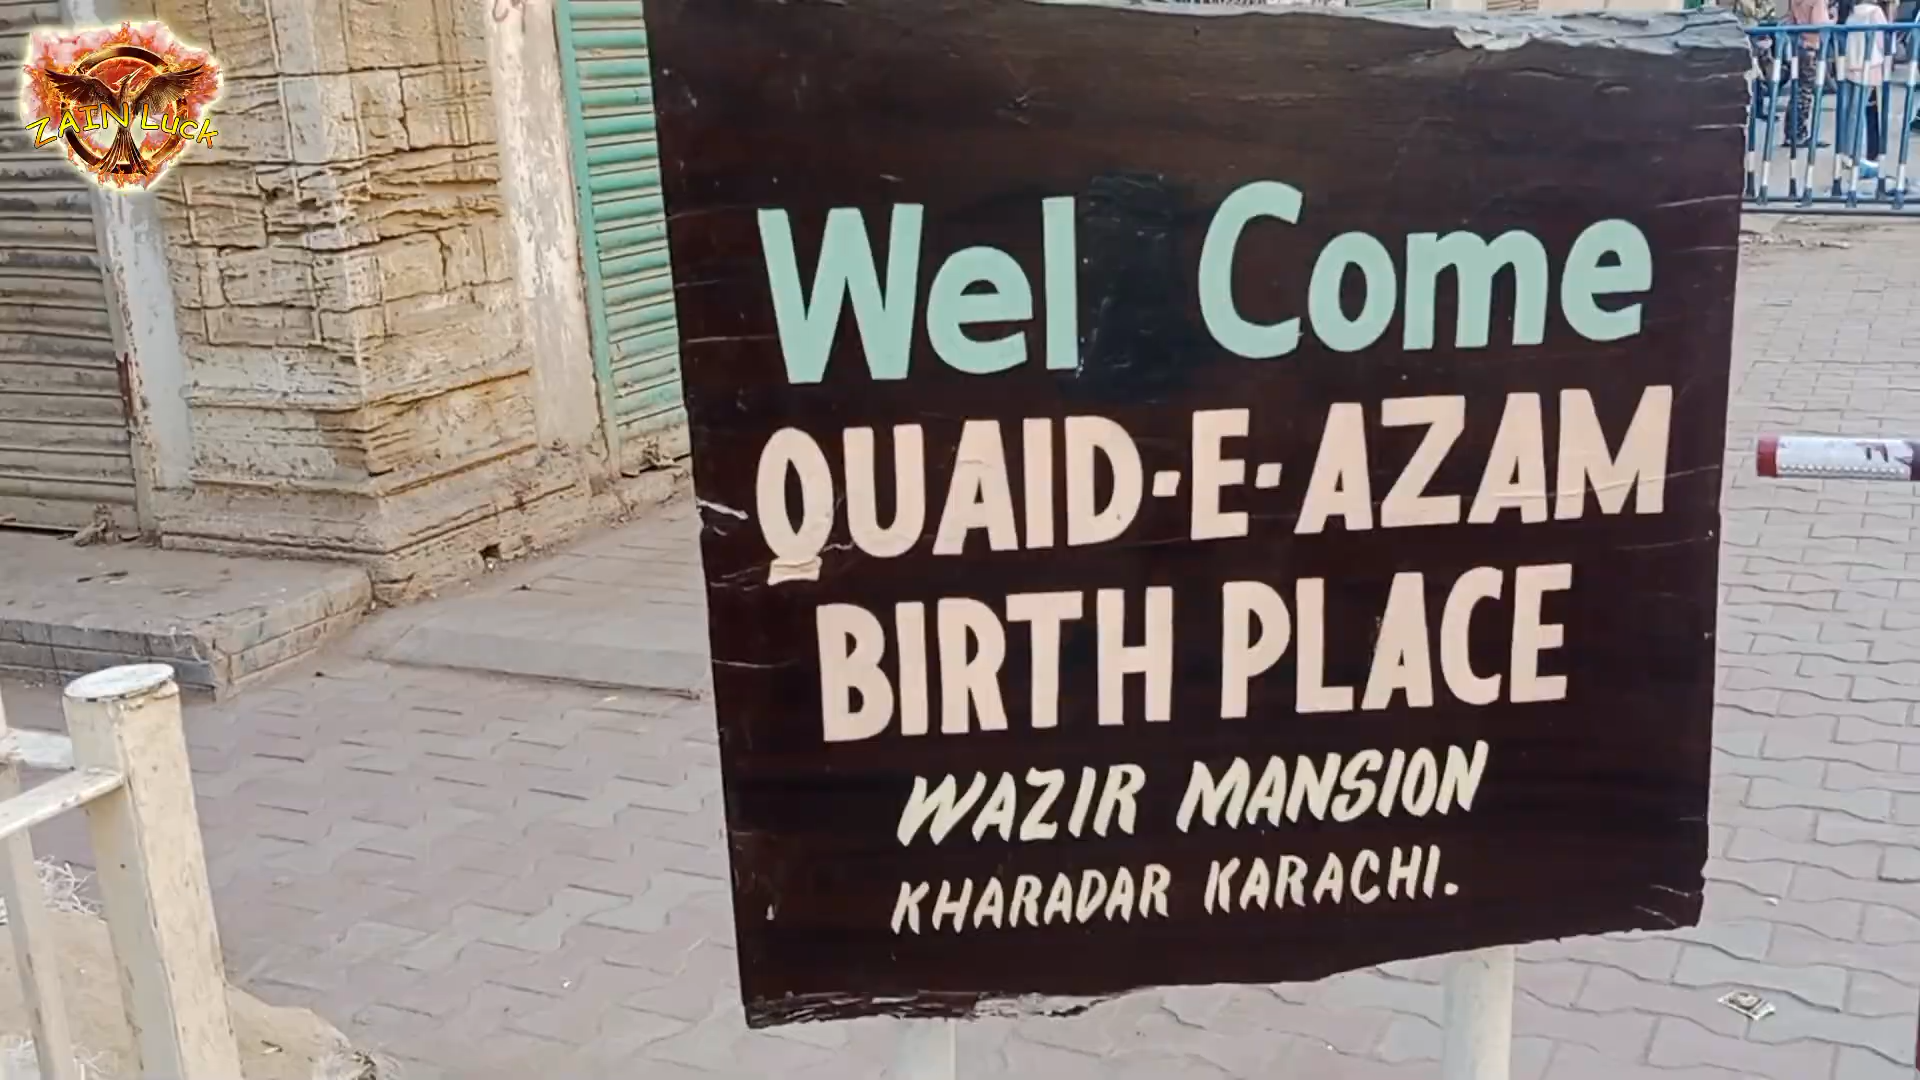 ZAIN Luck
Wel Come
QUAID-E-AZAM
BIRTH PLACE
WAZIR MANSION
KHARADAR KARACHI.